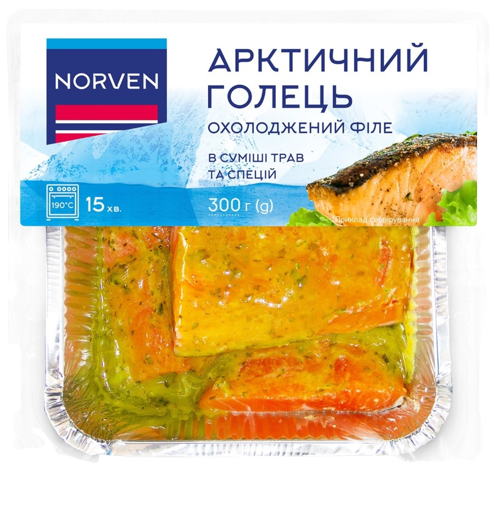 NORVEN
АРКТИЧНИЙ
ГОЛЕЦЬ
ОХОЛОДЖЕНИЙ ФІЛЕ
В СУМІШІ ТРАВ
ТА СПЕЦІЙ
190°C
15 хв.
300 г (g)
Приклад сервірування